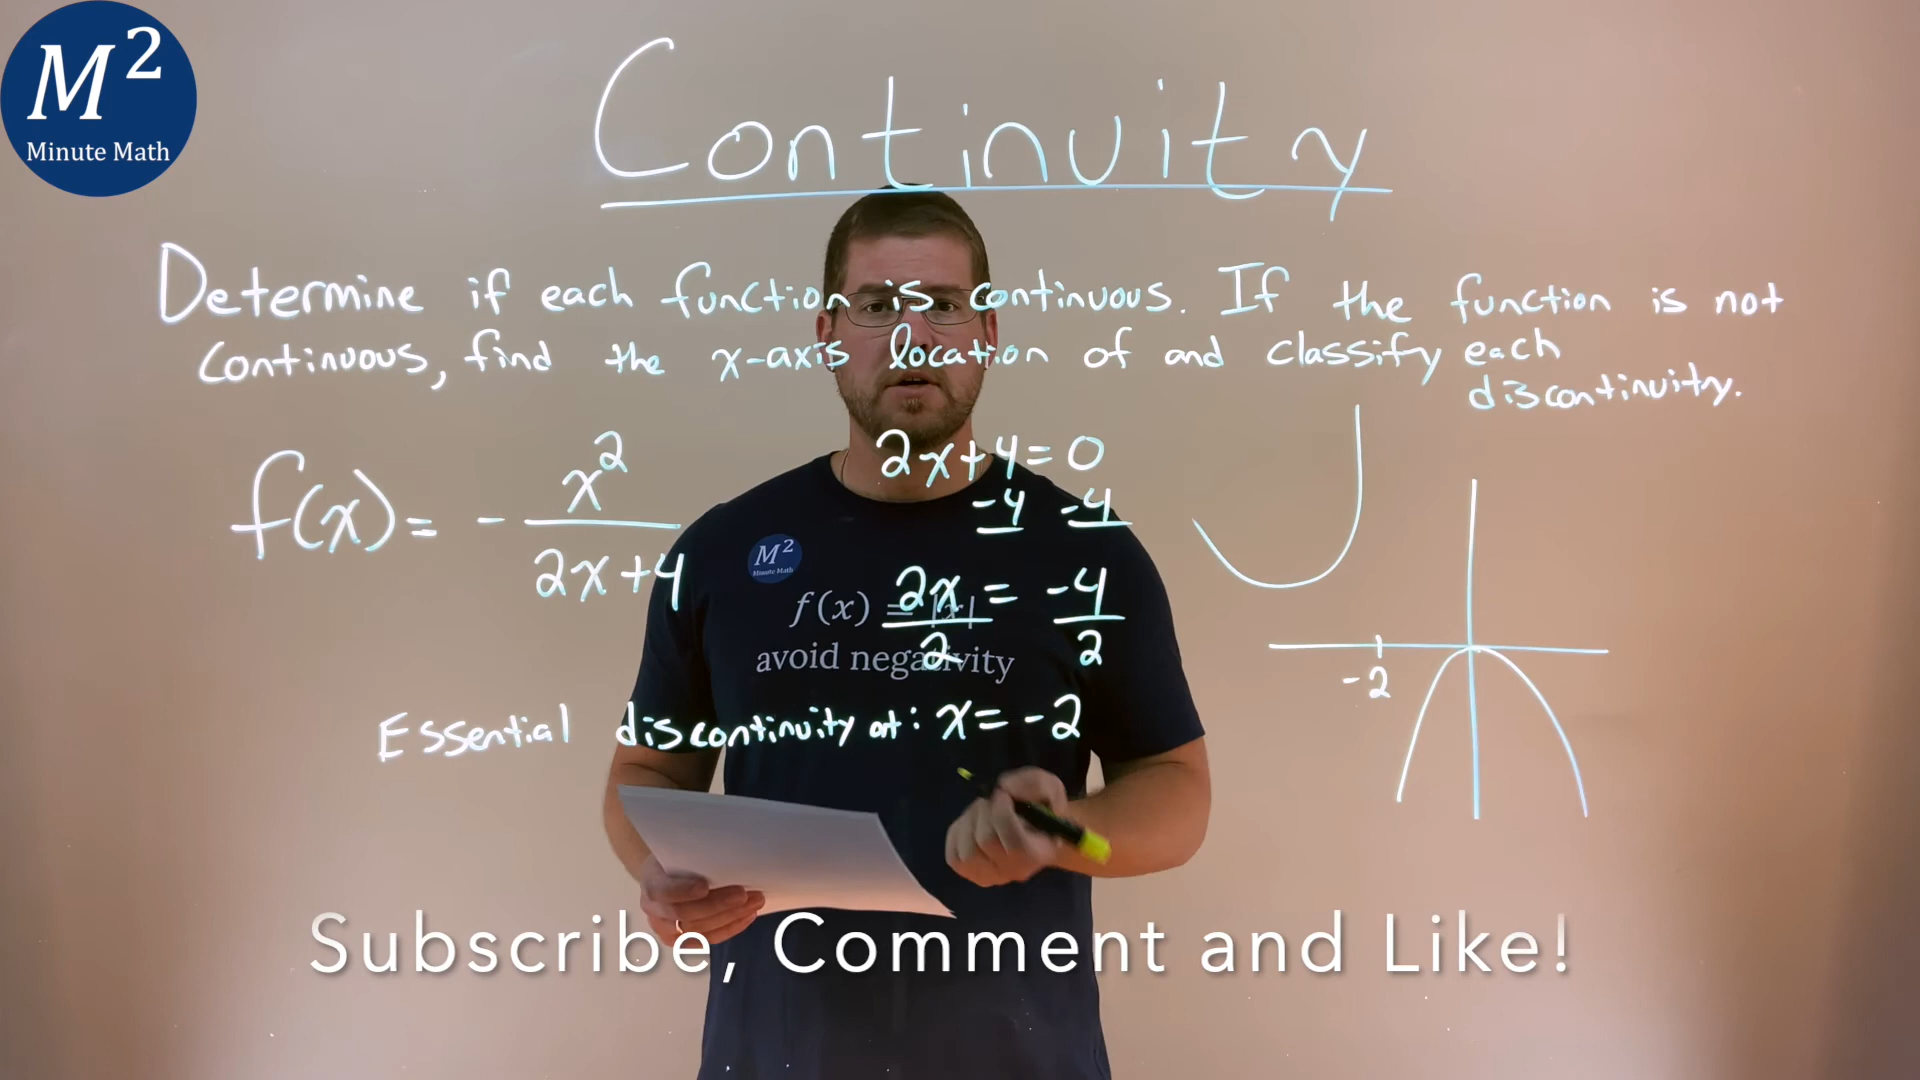 M²
Minute Math
Continuity
Determine if each function is continuous. If the function is not
continuous, find the x-axis location of and classify each
discontinuity.
f(x) = - x² / 2x+4
2x+4=0
-4 -4
2x = -4
2 2
M²
Minute Math
f(x) = |x|
avoid negativity
-2
Essential discontinuity at: x = -2
Subscribe, Comment and Like!